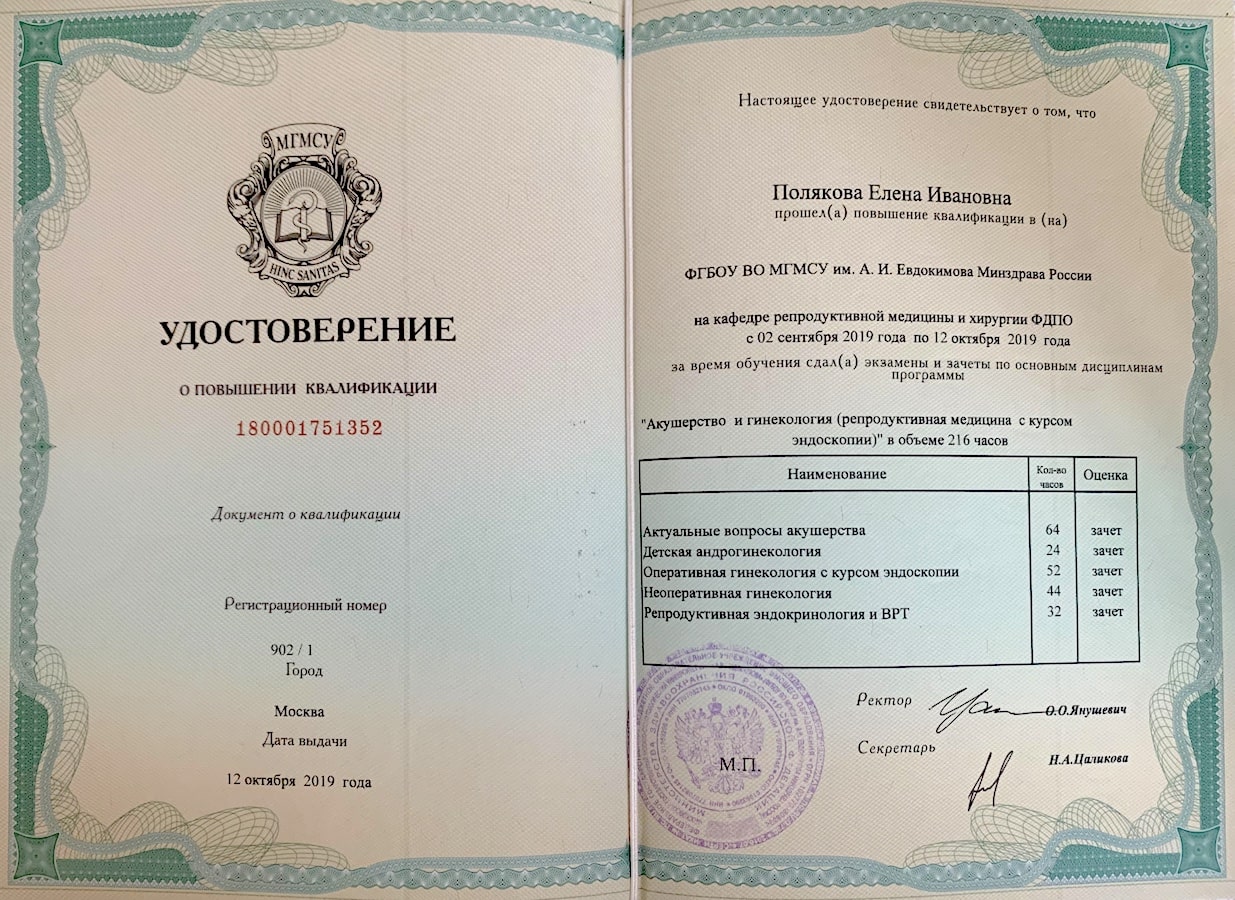 МГМСУ
HINC SANITAS
УДОСТОВЕРЕНИЕ
О ПОВЫШЕНИИ КВАЛИФИКАЦИИ
180001751352
Документ о квалификации
Регистрационный номер
902 / 1
Город
Москва
Дата выдачи
12 октября 2019 года
Настоящее удостоверение свидетельствует о том, что
Полякова Елена Ивановна
прошел(а) повышение квалификации в (на)
ФГБОУ ВО МГМСУ им. А. И. Евдокимова Минздрава России
на кафедре репродуктивной медицины и хирургии ФДПО
с 02 сентября 2019 года по 12 октября 2019 года
за время обучения сдал(а) экзамены и зачеты по основным дисциплинам
программы
"Акушерство и гинекология (репродуктивная медицина с курсом
эндоскопии)" в объеме 216 часов
Наименование Кол-во часов Оценка
Актуальные вопросы акушерства 64 зачет
Детская андрогинекология 24 зачет
Оперативная гинекология с курсом эндоскопии 52 зачет
Неоперативная гинекология 44 зачет
Репродуктивная эндокринология и ВРТ 32 зачет
Ректор О.О.Янушевич
Секретарь Н.А.Цаликова
М.П.